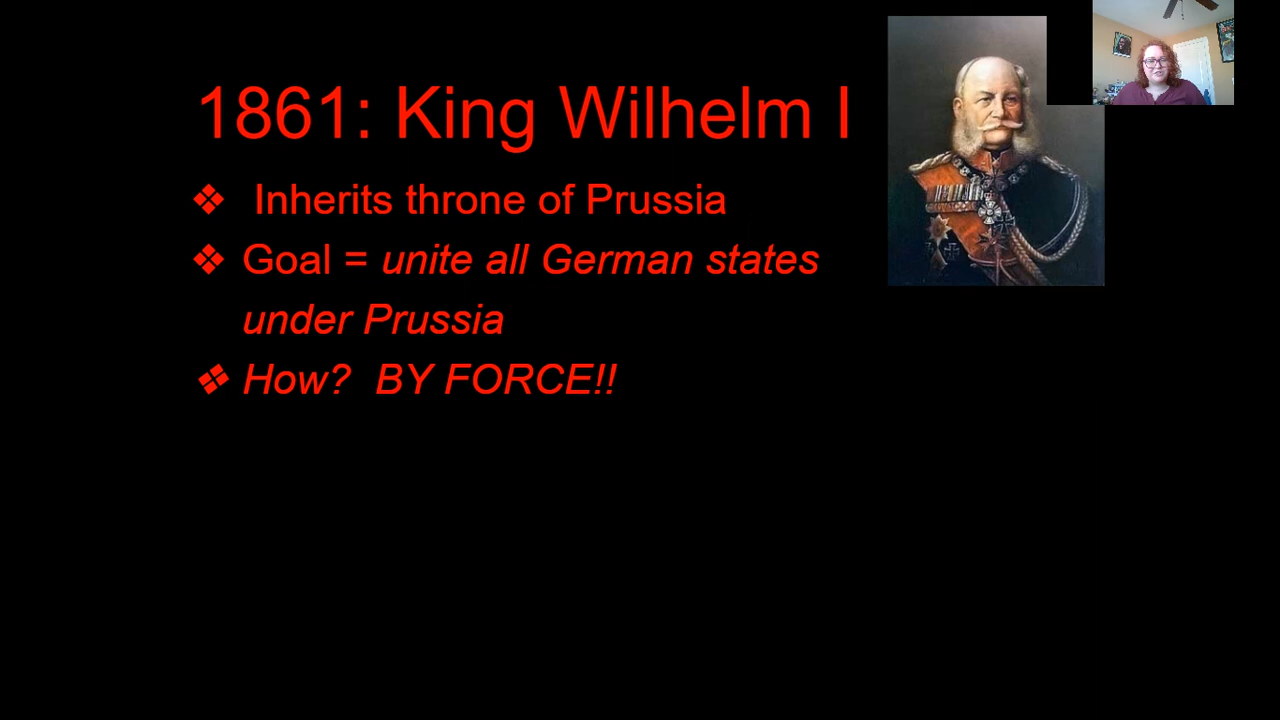 1861: King Wilhelm I
❖ Inherits throne of Prussia
❖ Goal = unite all German states
under Prussia
❖ How? BY FORCE!!